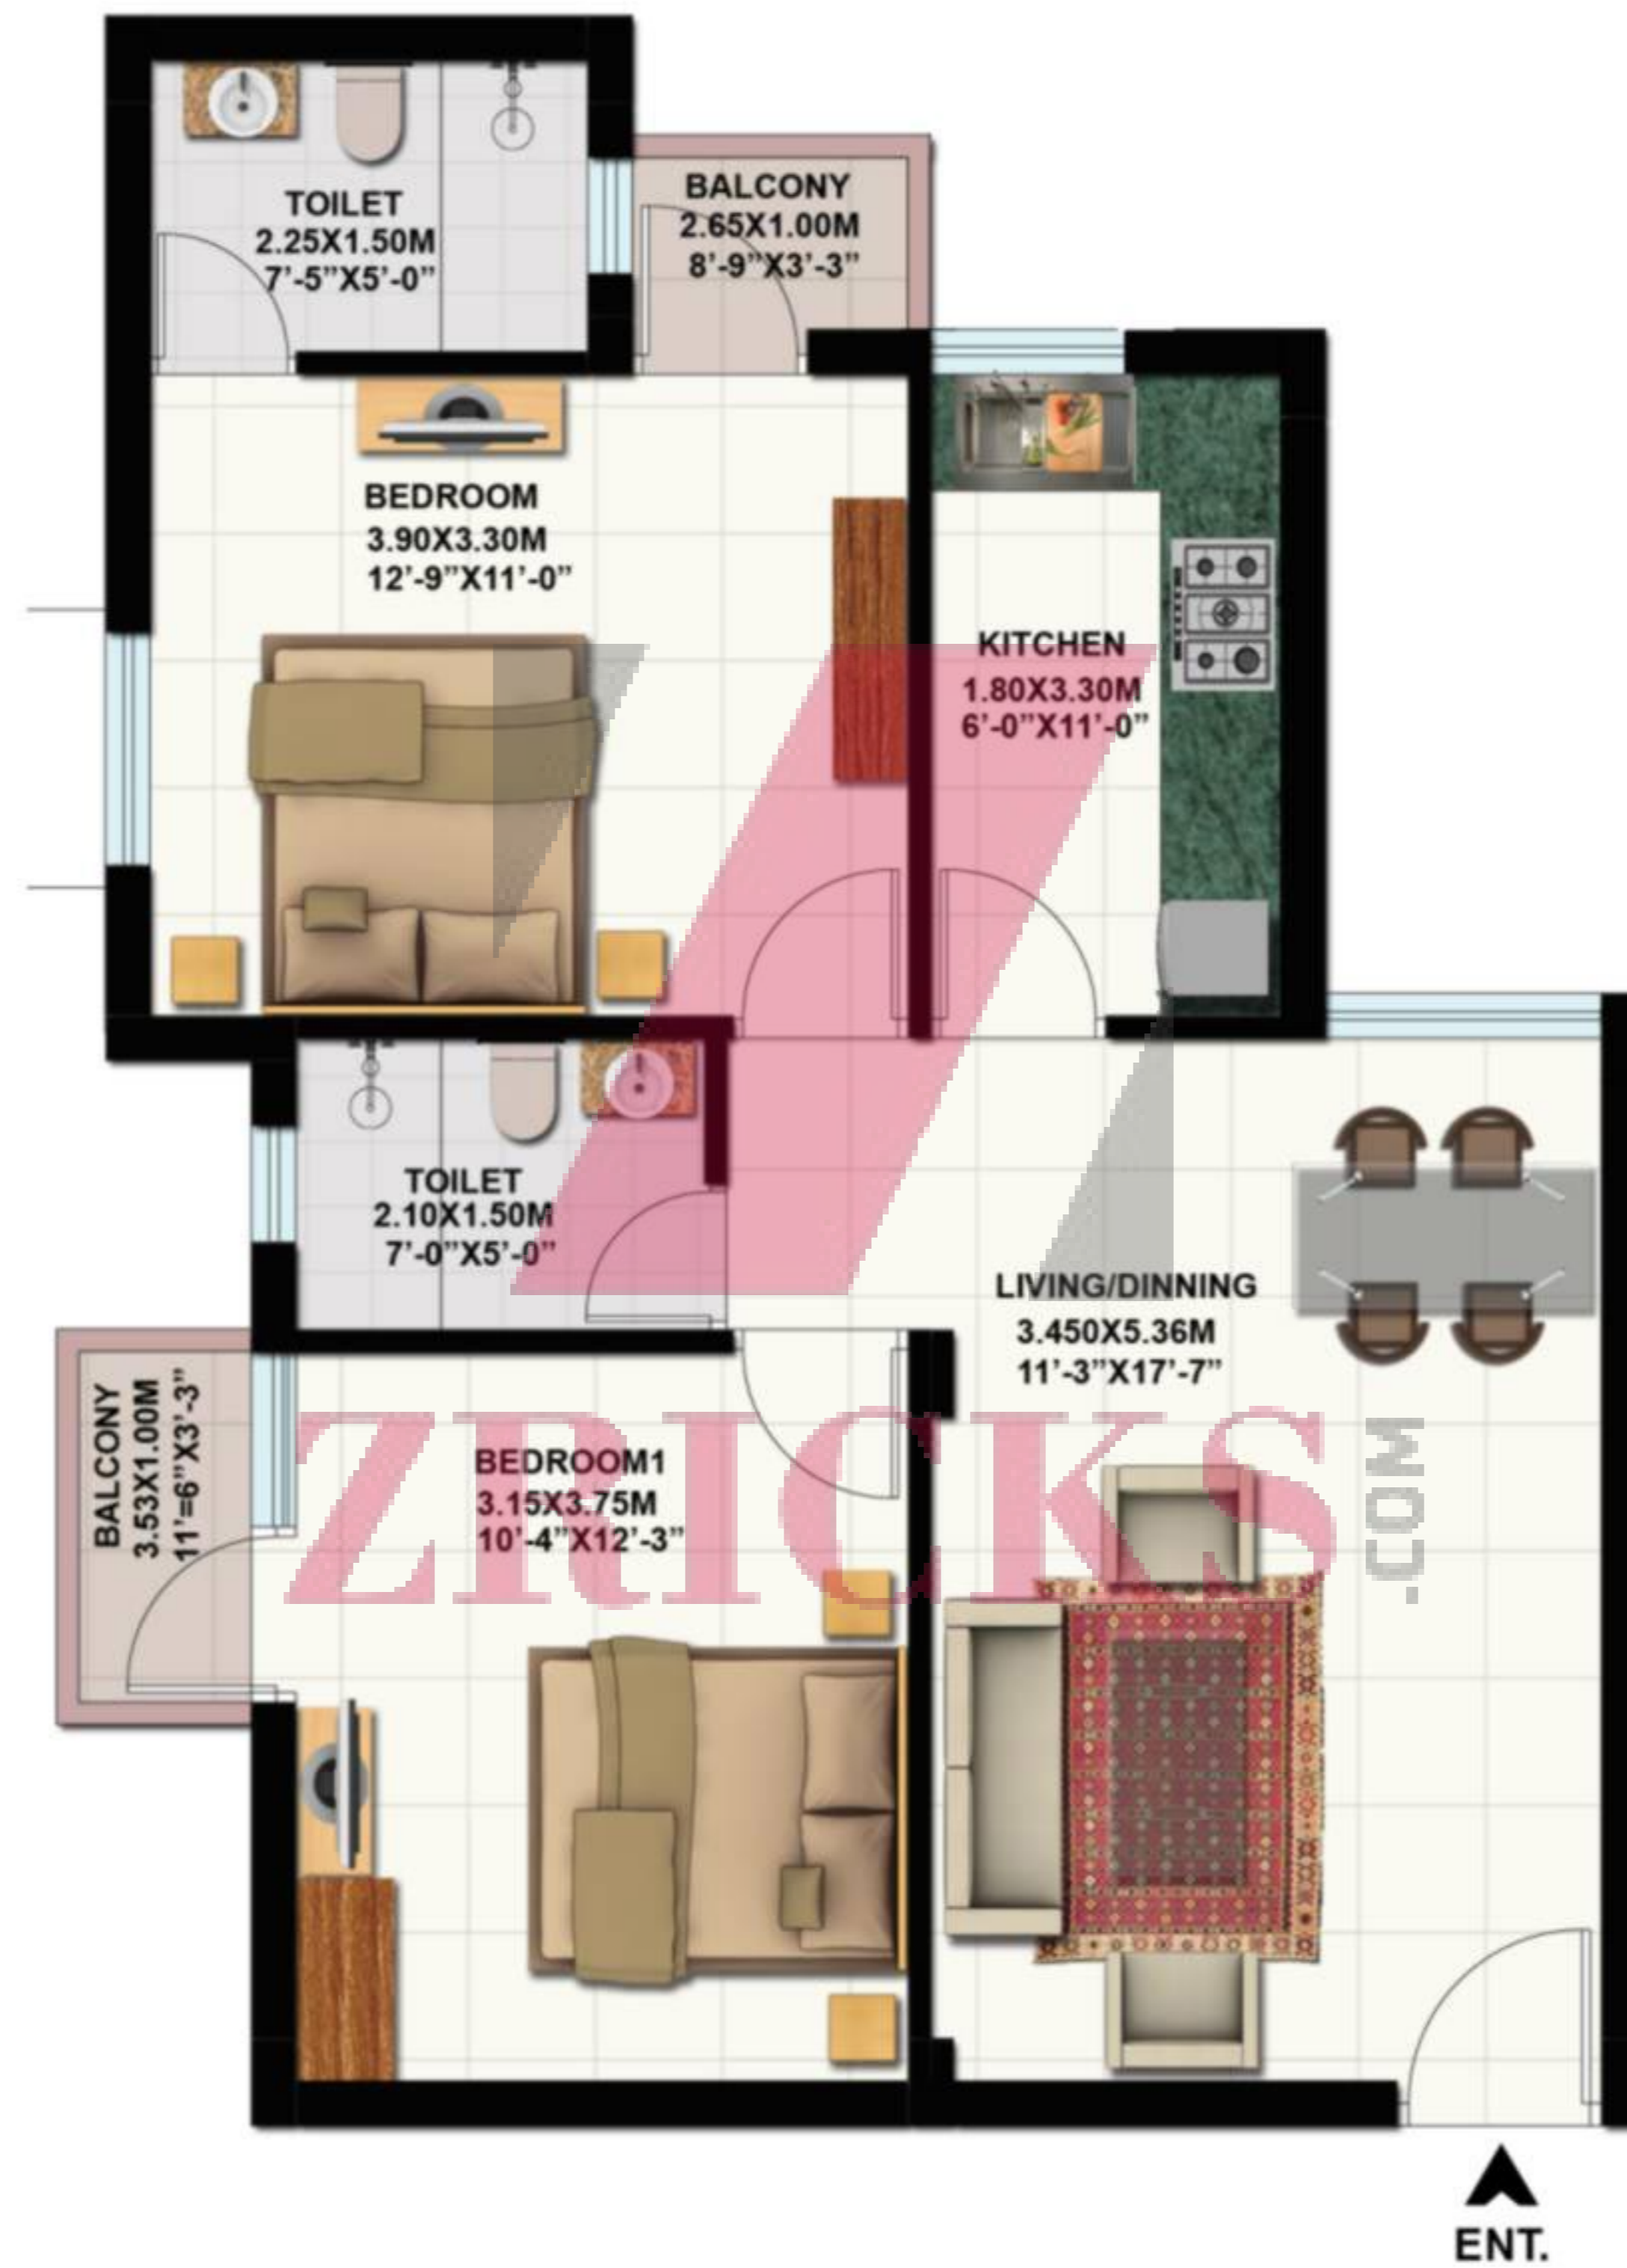 TOILET
2.25X1.50M
7'-5”X5'-0”
BALCONY
2.65X1.00M
8'-9”X3'-3”
BEDROOM
3.90X3.30M
12'-9”X11'-0”
KITCHEN
1.80X3.30M
6'-0”X11'-0”
TOILET
2.10X1.50M
7'-0”X5'-0”
LIVING/DINNING
3.450X5.36M
11'-3”X17'-7”
BALCONY
3.53X1.00M
11'=6”X3'-3”
BEDROOM1
3.15X3.75M
10'-4”X12'-3”
ZRICKS
.COM
ENT.